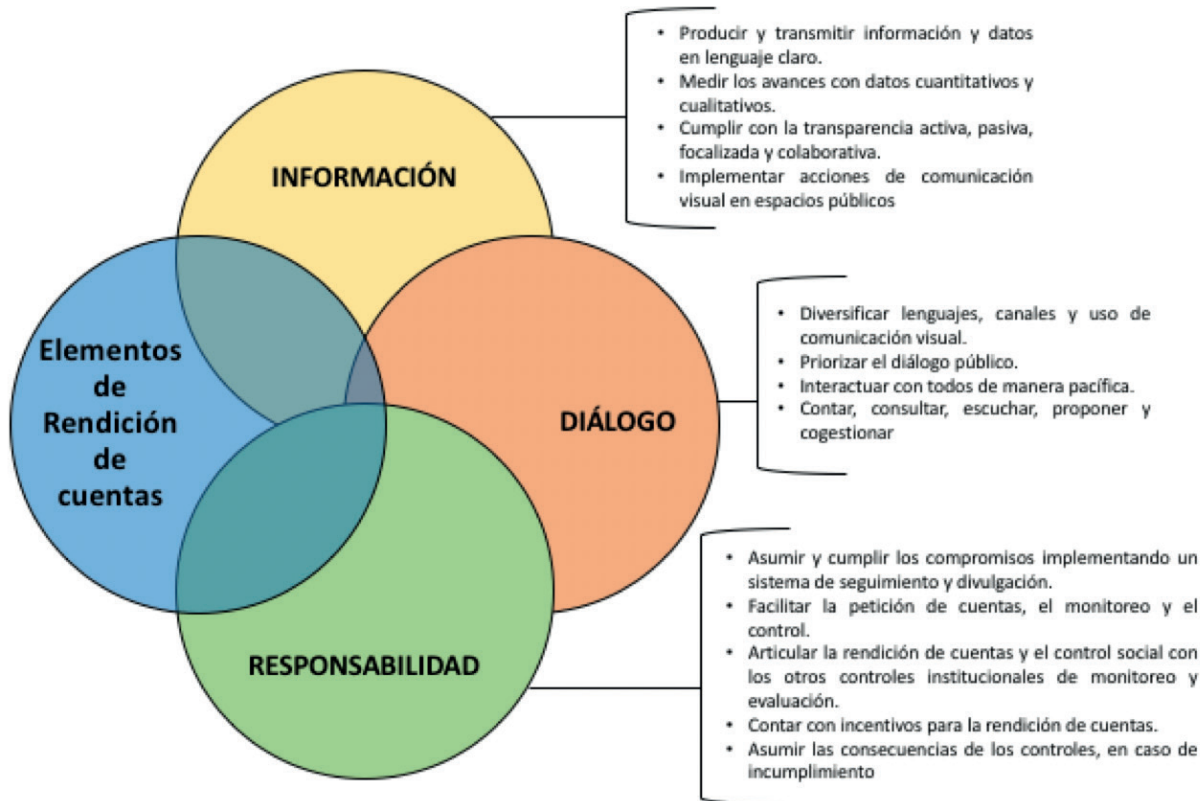 • Producir y transmitir información y datos
en lenguaje claro.
• Medir los avances con datos cuantitativos y
cualitativos.
• Cumplir con la transparencia activa, pasiva,
focalizada y colaborativa.
• Implementar acciones de comunicación
visual en espacios públicos
INFORMACIÓN
Elementos
de
Rendición
de
cuentas
DIÁLOGO
• Diversificar lenguajes, canales y uso de
comunicación visual.
• Priorizar el diálogo público.
• Interactuar con todos de manera pacífica.
• Contar, consultar, escuchar, proponer y
cogestionar
RESPONSABILIDAD
• Asumir y cumplir los compromisos implementando un
sistema de seguimiento y divulgación.
• Facilitar la petición de cuentas, el monitoreo y el
control.
• Articular la rendición de cuentas y el control social con
los otros controles institucionales de monitoreo y
evaluación.
• Contar con incentivos para la rendición de cuentas.
• Asumir las consecuencias de los controles, en caso de
incumplimiento